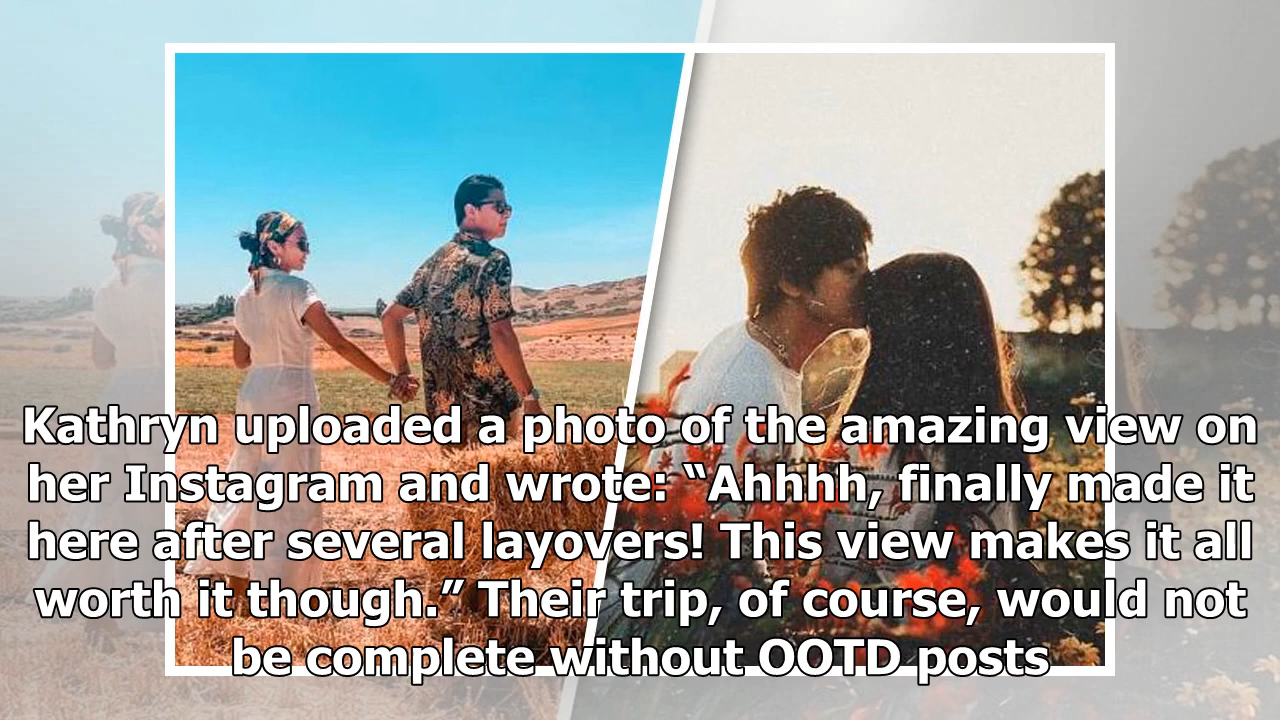 Kathryn uploaded a photo of the amazing view on
her Instagram and wrote: “Ahhhh, finally made it
here after several layovers! This view makes it all
worth it though.” Their trip, of course, would not
be complete without OOTD posts